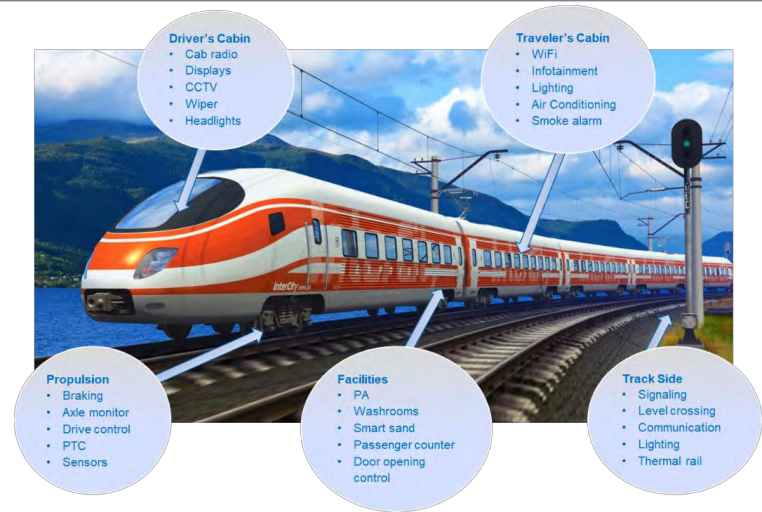 Driver's Cabin
• Cab radio
• Displays
• CCTV
• Wiper
• Headlights
Traveler's Cabin
• WiFi
• Infotainment
• Lighting
• Air Conditioning
• Smoke alarm
InterCity
Propulsion
• Braking
• Axle monitor
• Drive control
• PTC
• Sensors
Facilities
• PA
• Washrooms
• Smart sand
• Passenger counter
• Door opening
control
Track Side
• Signaling
• Level crossing
• Communication
• Lighting
• Thermal rail